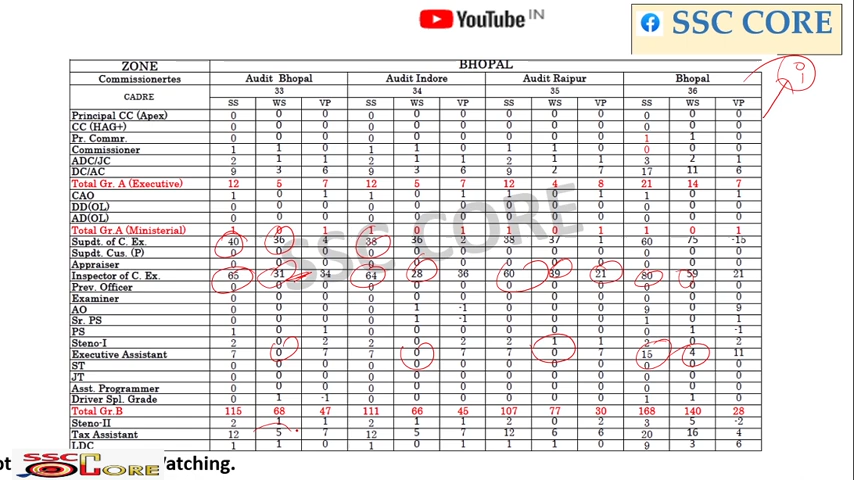 YouTube IN
SSC CORE
ZONE BHOPAL
Commissionertes Audit Bhopal Audit Indore Audit Raipur Bhopal
CADRE 33 34 35 36
SS WS VP SS WS VP SS WS VP SS WS VP
Principal CC (Apex) 0 0 0 0 0 0 0 0 0 0 0 0
CC (HAG+) 0 0 0 0 0 0 0 0 0 0 0 0
Pr. Commr. 0 0 0 0 0 0 0 0 0 1 1 0
Commissioner 1 1 0 1 1 0 1 1 0 0 0 0
ADC/JC 2 1 1 2 1 1 2 1 1 3 2 1
DC/AC 9 3 6 9 3 6 9 2 7 17 11 6
Total Gr. A (Executive) 12 5 7 12 5 7 12 4 8 21 14 7
CAO 1 0 1 1 0 1 1 0 1 1 0 1
DD(OL) 0 0 0 0 0 0 0 0 0 0 0 0
AD(OL) 0 0 0 0 0 0 0 0 0 0 0 0
Total Gr.A (Ministerial) 1 0 1 1 0 1 1 0 1 1 0 1
Supdt. of C. Ex. 40 36 4 38 36 2 38 37 1 60 75 -15
Supdt. Cus. (P) 0 0 0 0 0 0 0 0 0 0 0 0
Appraiser 0 0 0 0 0 0 0 0 0 0 0 0
Inspector of C. Ex. 65 31 34 64 28 36 60 39 21 80 59 21
Prev. Officer 0 0 0 0 0 0 0 0 0 0 0 0
Examiner 0 0 0 0 0 0 0 0 0 0 0 0
AO 0 0 0 0 1 -1 0 0 0 9 0 9
Sr. PS 0 0 0 0 1 -1 0 0 0 1 0 1
PS 1 0 1 0 0 0 0 0 0 0 1 -1
Steno-I 2 0 2 2 0 2 2 1 1 2 0 2
Executive Assistant 7 0 7 7 0 7 7 0 7 15 4 11
ST 0 0 0 0 0 0 0 0 0 0 0 0
JT 0 0 0 0 0 0 0 0 0 0 0 0
Asst. Programmer 0 0 0 0 0 0 0 0 0 0 0 0
Driver Spl. Grade 0 1 -1 0 0 0 0 0 0 1 1 0
Total Gr.B 115 68 47 111 66 45 107 77 30 168 140 28
Steno-II 2 1 1 2 1 1 2 0 2 3 5 -2
Tax Assistant 12 5 7 12 5 7 12 6 6 20 16 4
LDC 1 1 0 1 0 1 1 1 0 9 3 6
SSC CORE
SSC CORE
Watching.